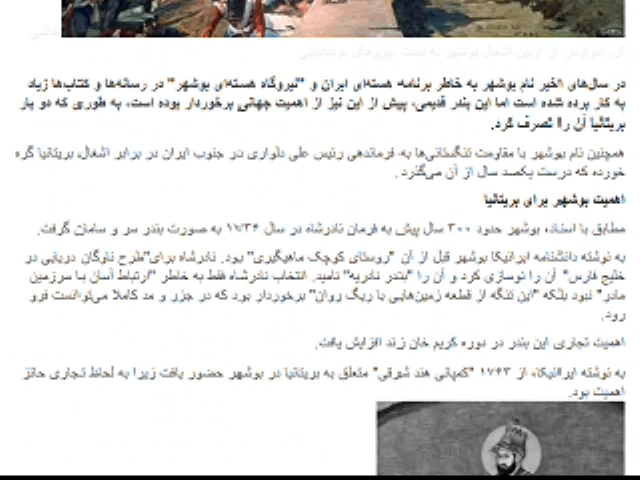 در سال‌های اخیر نام بوشهر به خاطر برنامه هسته‌ای ایران و "نیروگاه هسته‌ای بوشهر" در رسانه‌ها و کتاب‌ها زیاد
به کار برده شده است اما این بندر قدیمی، پیش از این نیز از اهمیت جهانی برخوردار بوده است، به طوری که دو بار
بریتانیا آن را تصرف کرد.
همچنین نام بوشهر با مقاومت تنگستانی‌ها به فرماندهی رئیس علی دلواری در جنوب ایران در برابر اشغال بریتانیا گره
خورده که درست یکصد سال از آن می‌گذرد.
اهمیت بوشهر برای بریتانیا
مطابق با اسناد، بوشهر حدود ۳۰۰ سال پیش به فرمان نادرشاه در سال ۱۷۳۶ به صورت بندر سر و سامان گرفت.
به نوشته دانشنامه ایرانیکا بوشهر قبل از آن "روستای کوچک ماهیگیری" بود. نادرشاه برای"طرح ناوگان دریایی در
خلیج فارس" آن را نوسازی کرد و آن را "بندر نادریه" نامید. انتخاب نادرشاه فقط به خاطر "ارتباط آسان با سرزمین
مادر" نبود بلکه "این تنگه از قطعه زمین‌هایی با ریگ روان" برخوردار بود که در جزر و مد کاملا می‌توانست فرو
رود.
اهمیت تجاری این بندر در دوره کریم خان زند افزایش یافت.
به نوشته ایرانیکا، از ۱۷۶۳ "کمپانی هند شرقی" متعلق به بریتانیا در بوشهر حضور یافت زیرا به لحاظ تجاری حائز
اهمیت بود.